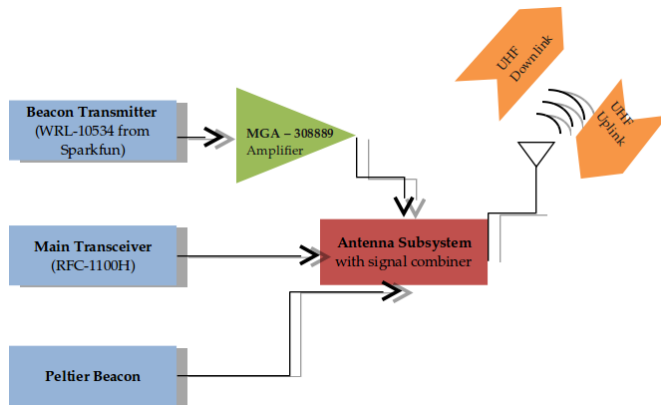 Beacon Transmitter
(WRL-10534 from
Sparkfun)
MGA – 308889
Amplifier
UHF
Downlink
UHF
Uplink
Main Transceiver
(RFC-1100H)
Antenna Subsystem
with signal combiner
Peltier Beacon